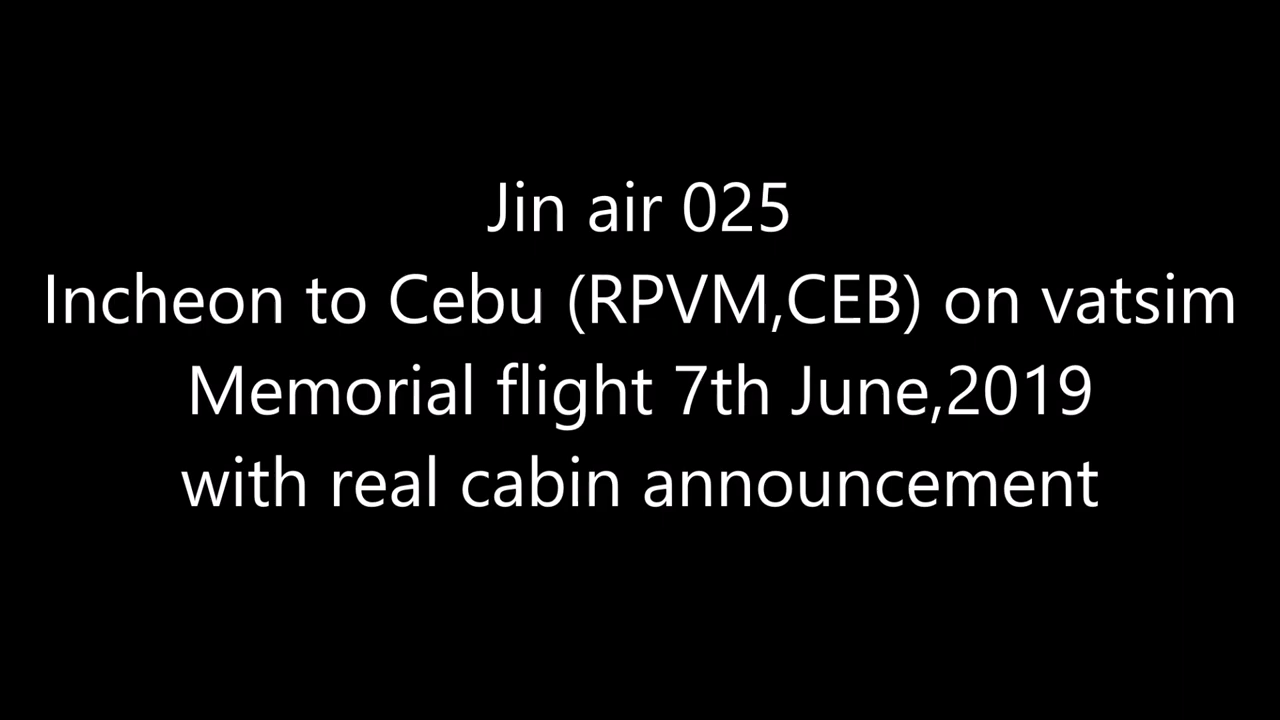 Jin air 025
Incheon to Cebu (RPVM,CEB) on vatsim
Memorial flight 7th June,2019
with real cabin announcement